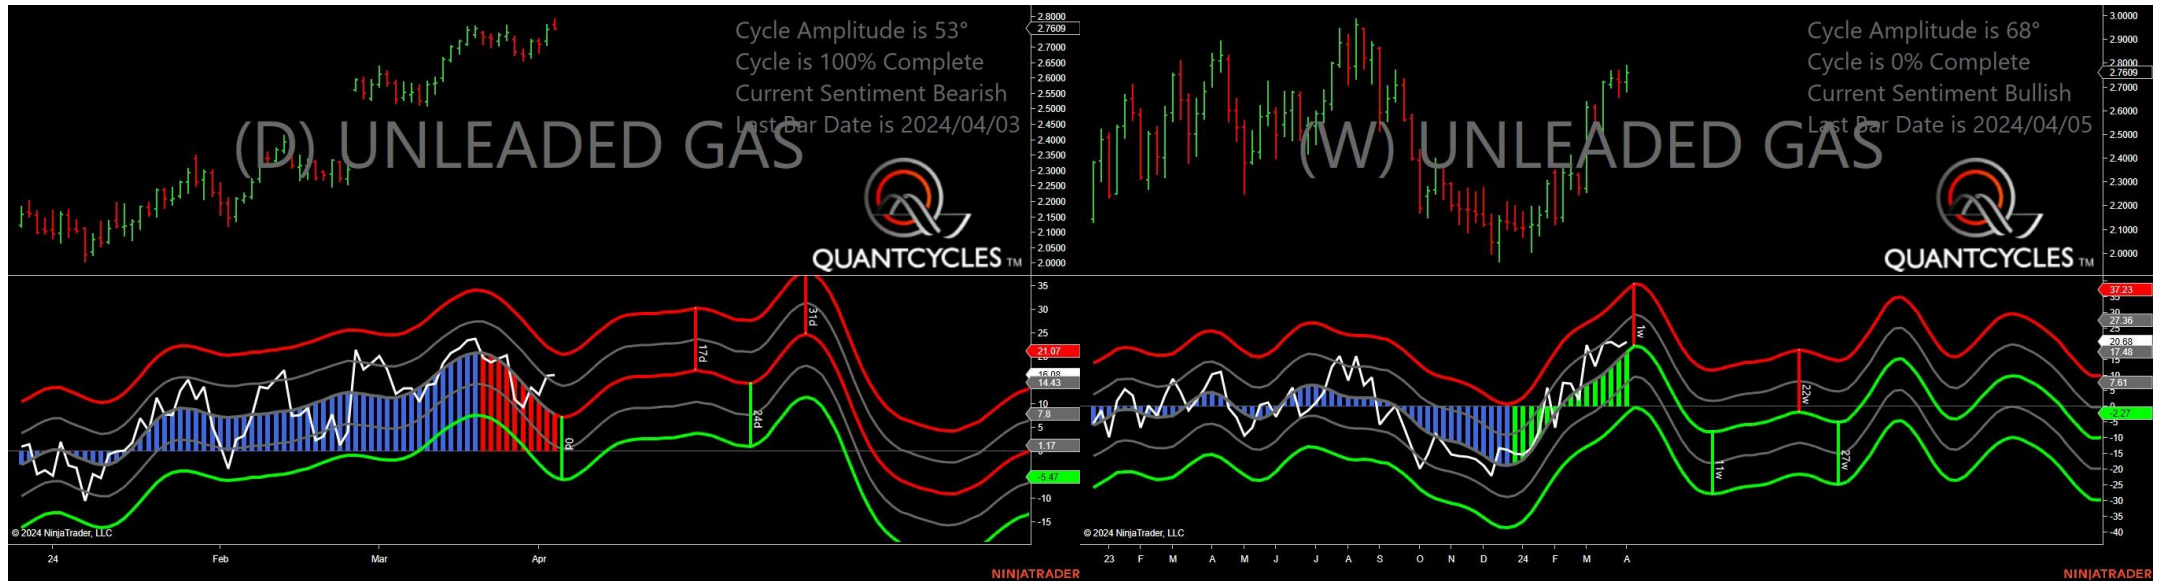 Cycle Amplitude is 53°
Cycle is 100% Complete
Current Sentiment Bearish
Last Bar Date is 2024/04/03
(D) UNLEADED GAS
QUANTCYCLES TM
2.8000
2.7609
2.7000
2.6500
2.6000
2.5500
2.5000
2.4500
2.4000
2.3500
2.3000
2.2500
2.2000
2.1500
2.1000
2.0500
2.0000
35
30
25
21.07
16.08
14.43
10
7.8
5
1.17
-5.47
-10
-15
17d
31d
24d
0d
© 2024 NinjaTrader, LLC
24
Feb
Mar
Apr
NINJATRADER
Cycle Amplitude is 68°
Cycle is 0% Complete
Current Sentiment Bullish
Last Bar Date is 2024/04/05
(W) UNLEADED GAS
QUANTCYCLES TM
3.0000
2.9000
2.8000
2.7609
2.7000
2.6000
2.5000
2.4000
2.3000
2.2000
2.1000
2.0000
37.23
35
27.36
20.68
17.48
15
10
7.61
5
0
-2.27
-5
-10
-15
-20
-25
-30
-35
-40
1w
22w
11w
27w
© 2024 NinjaTrader, LLC
23 F M A M J J A S O N D 24 F M A
NINJATRADER